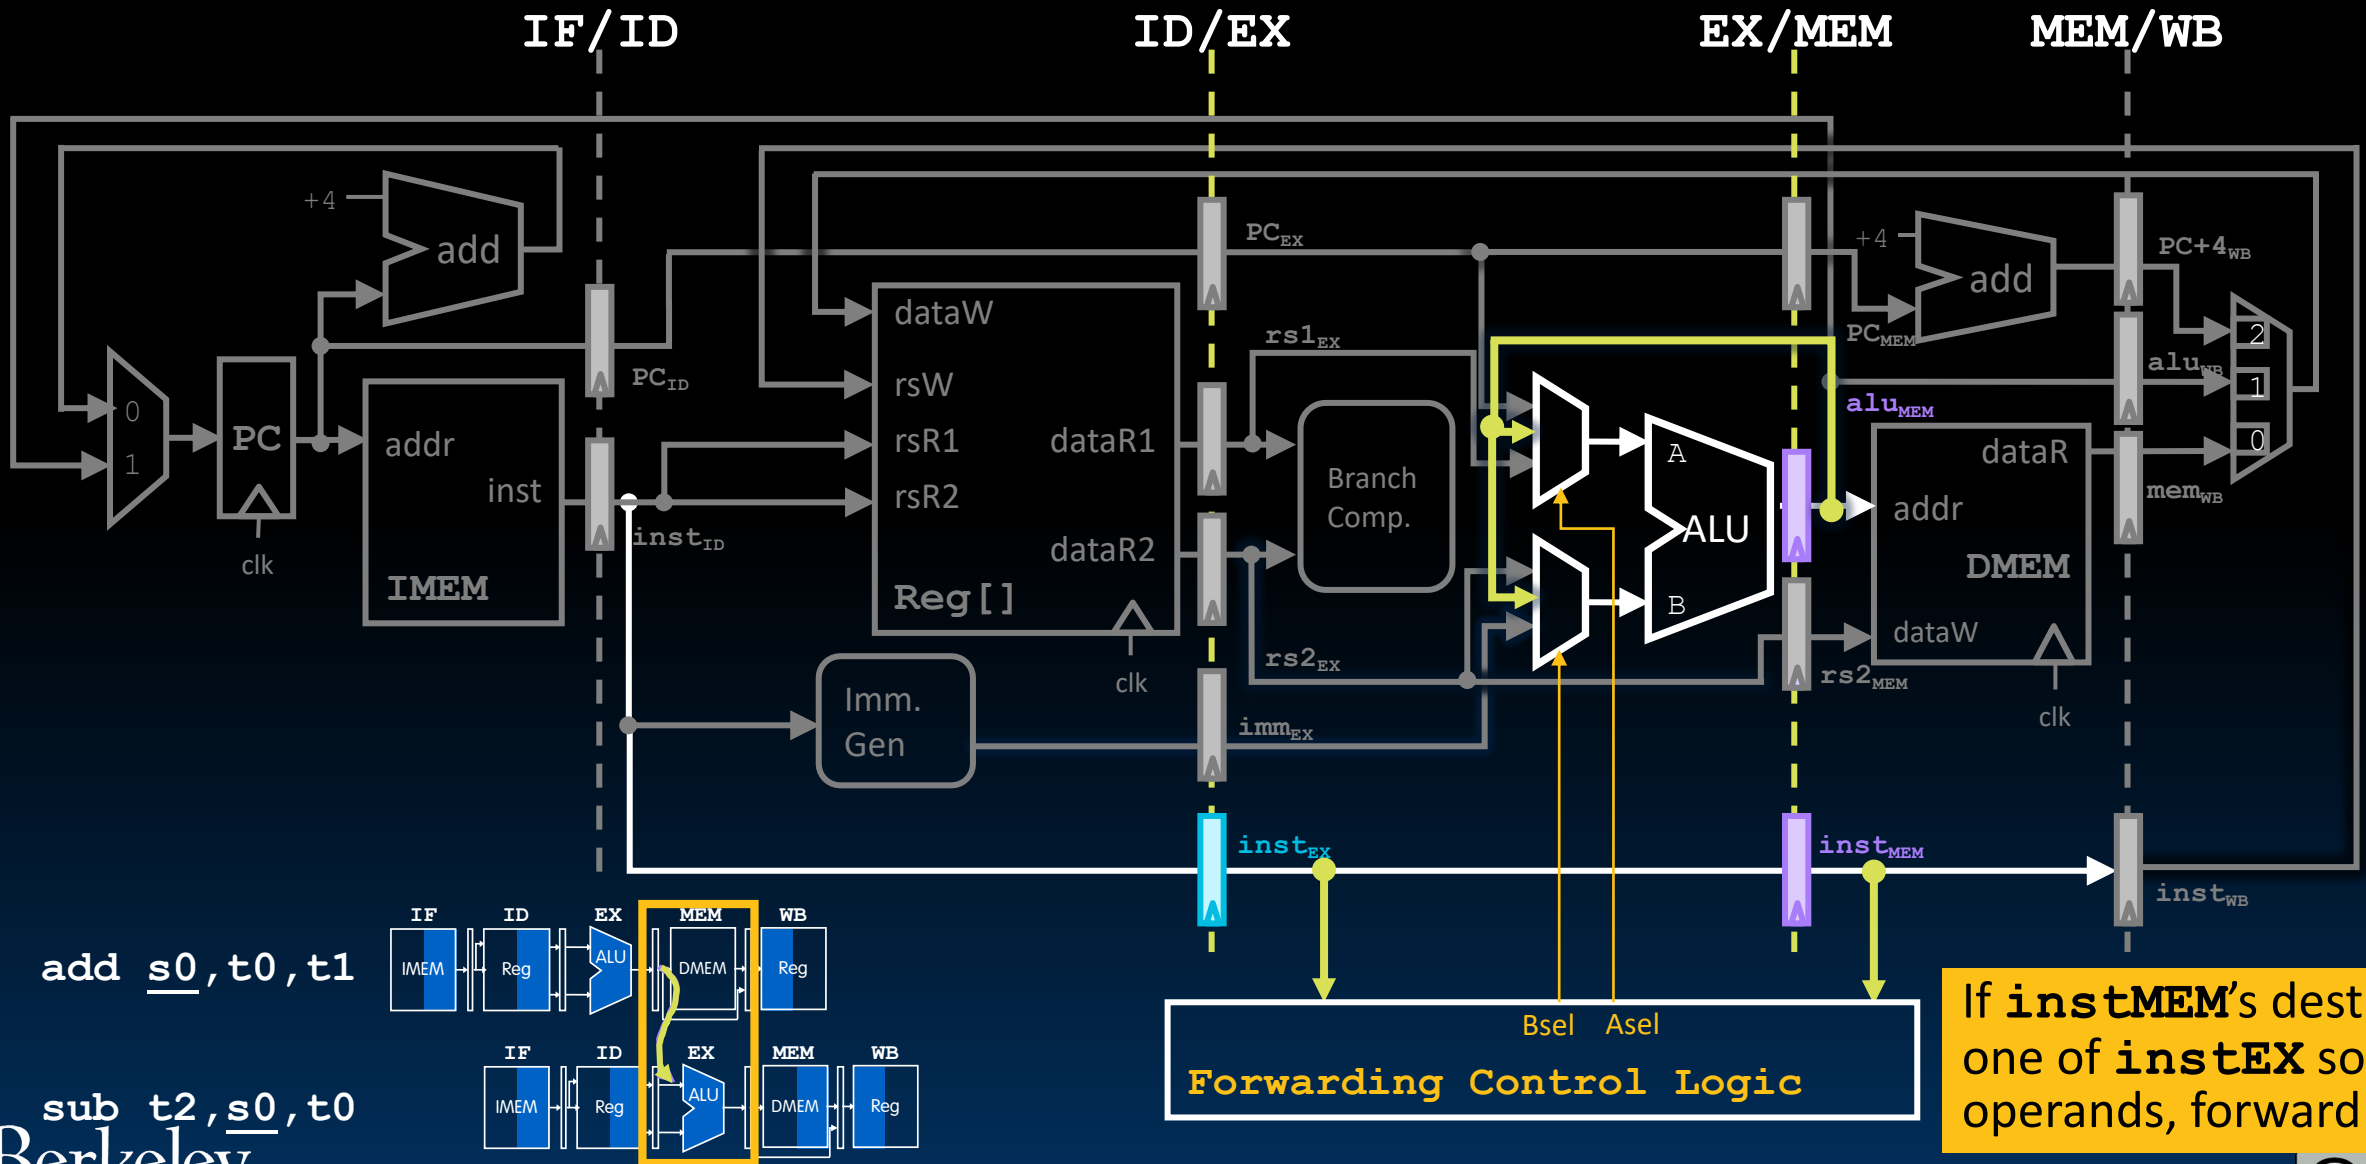 IF/ID ID/EX EX/MEM MEM/WB
+4
add
PC_EX
+4
add
PC+4_WB
dataW
rs1_EX
PC_MEM
2
PC_ID
rsW
alu_WB
1
0
alu_MEM
PC
addr
rsR1
dataR1
A
dataR
0
1
inst
rsR2
Branch
Comp.
mem_WB
ALU
addr
inst_ID
dataR2
clk
IMEM
Reg[]
B
DMEM
dataW
rs2_EX
clk
rs2_MEM
Imm.
Gen
clk
imm_EX
inst_EX
inst_MEM
inst_WB
IF ID EX MEM WB
add s0,t0,t1
IMEM Reg ALU DMEM Reg
IF ID EX MEM WB
sub t2,s0,t0
IMEM Reg ALU DMEM Reg
Bsel Asel
Forwarding Control Logic
If instMEM's dest
one of instEX so
operands, forward
Berkeley